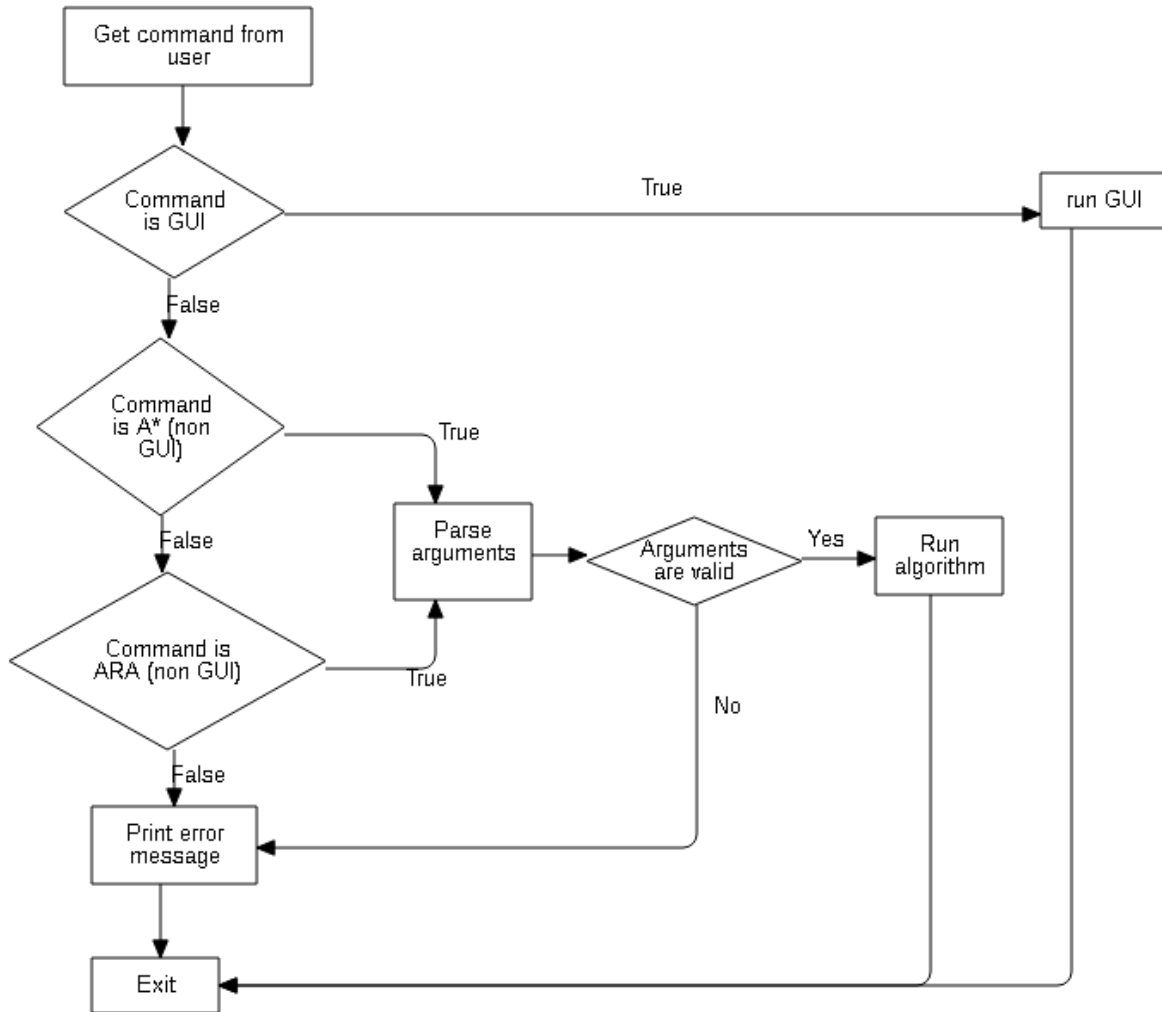 Get command from
user
Command
is GUI
True
run GUI
False
Command
is A* (non
GUI)
True
False
Parse
arguments
Arguments
are valid
Yes
Run
algorithm
Command is
ARA (non GUI)
True
No
False
Print error
message
Exit